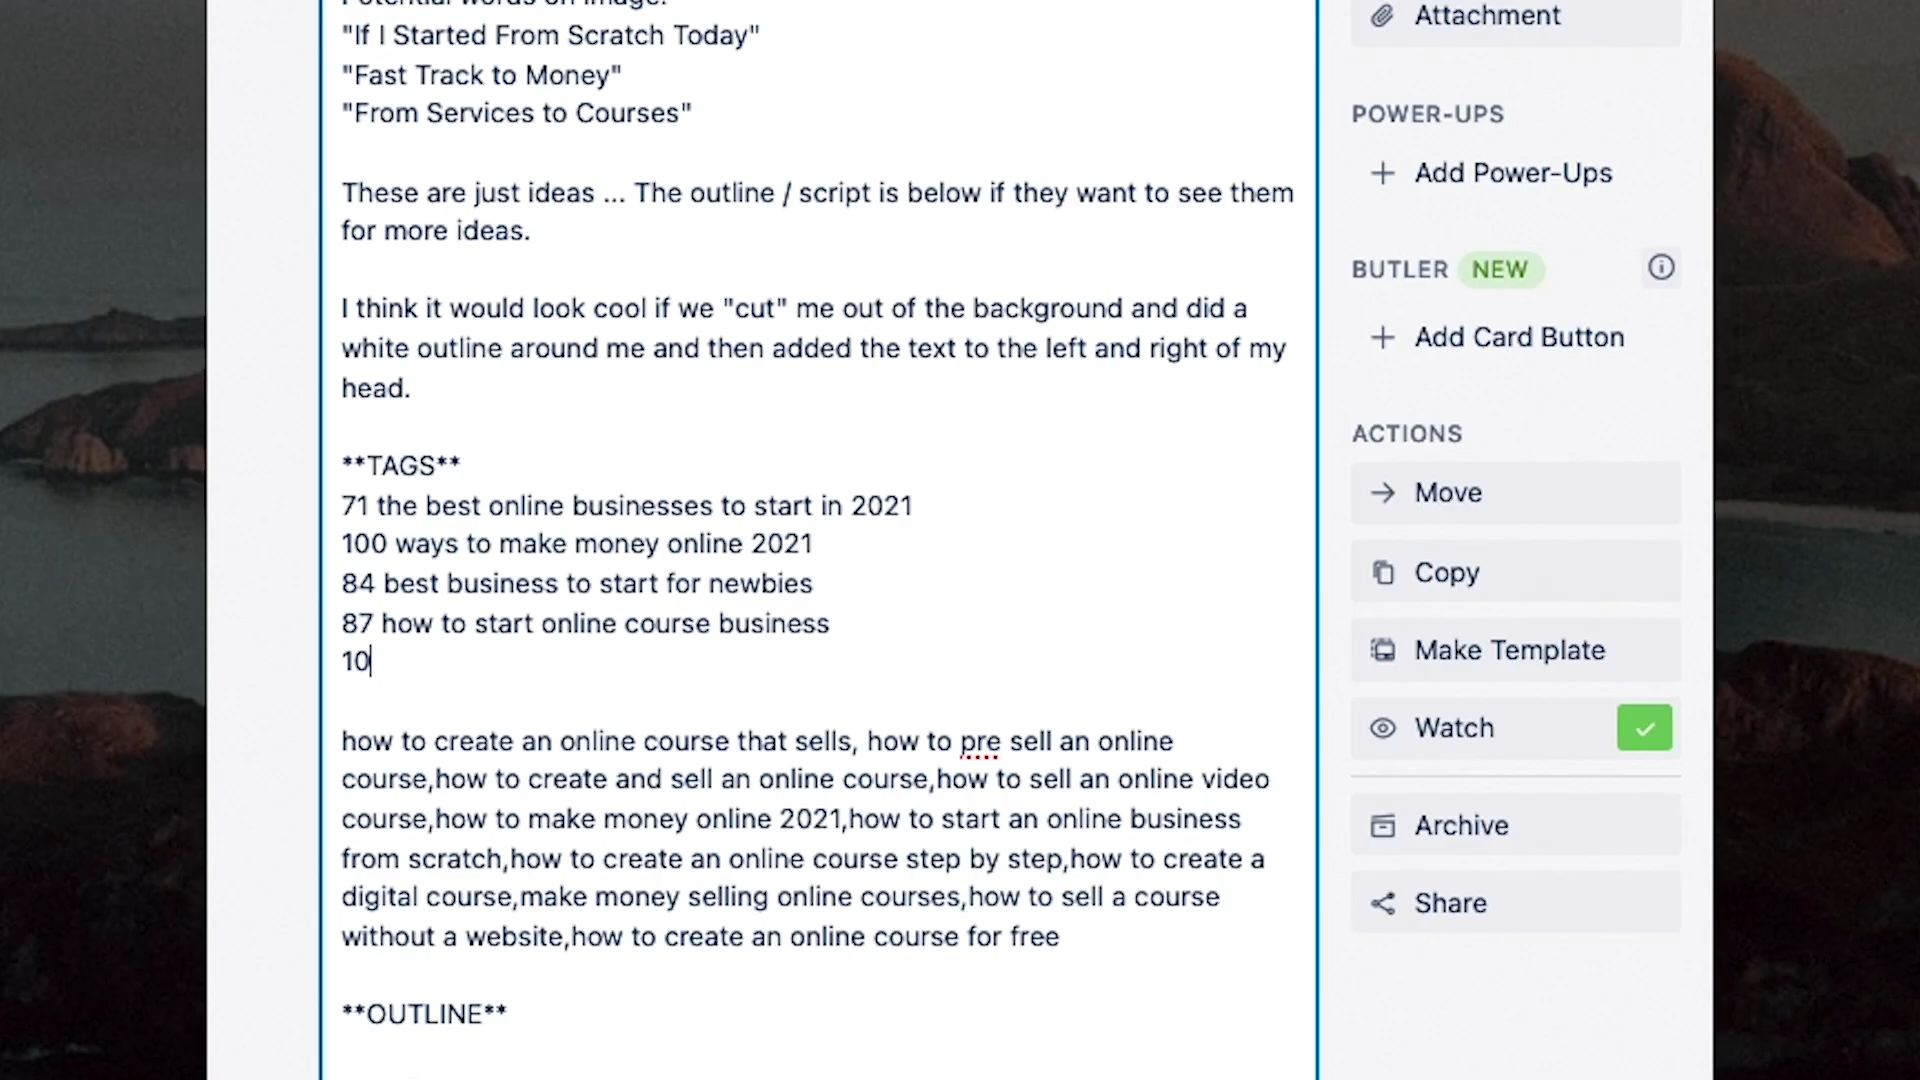 Potential words on image:
"If I Started From Scratch Today"
"Fast Track to Money"
"From Services to Courses"
These are just ideas ... The outline / script is below if they want to see them
for more ideas.
I think it would look cool if we "cut" me out of the background and did a
white outline around me and then added the text to the left and right of my
head.
**TAGS**
71 the best online businesses to start in 2021
100 ways to make money online 2021
84 best business to start for newbies
87 how to start online course business
10
how to create an online course that sells, how to pre sell an online
course,how to create and sell an online course,how to sell an online video
course,how to make money online 2021,how to start an online business
from scratch,how to create an online course step by step,how to create a
digital course,make money selling online courses,how to sell a course
without a website,how to create an online course for free
**OUTLINE**
Attachment
POWER-UPS
Add Power-Ups
BUTLER NEW
Add Card Button
ACTIONS
Move
Copy
Make Template
Watch
Archive
Share